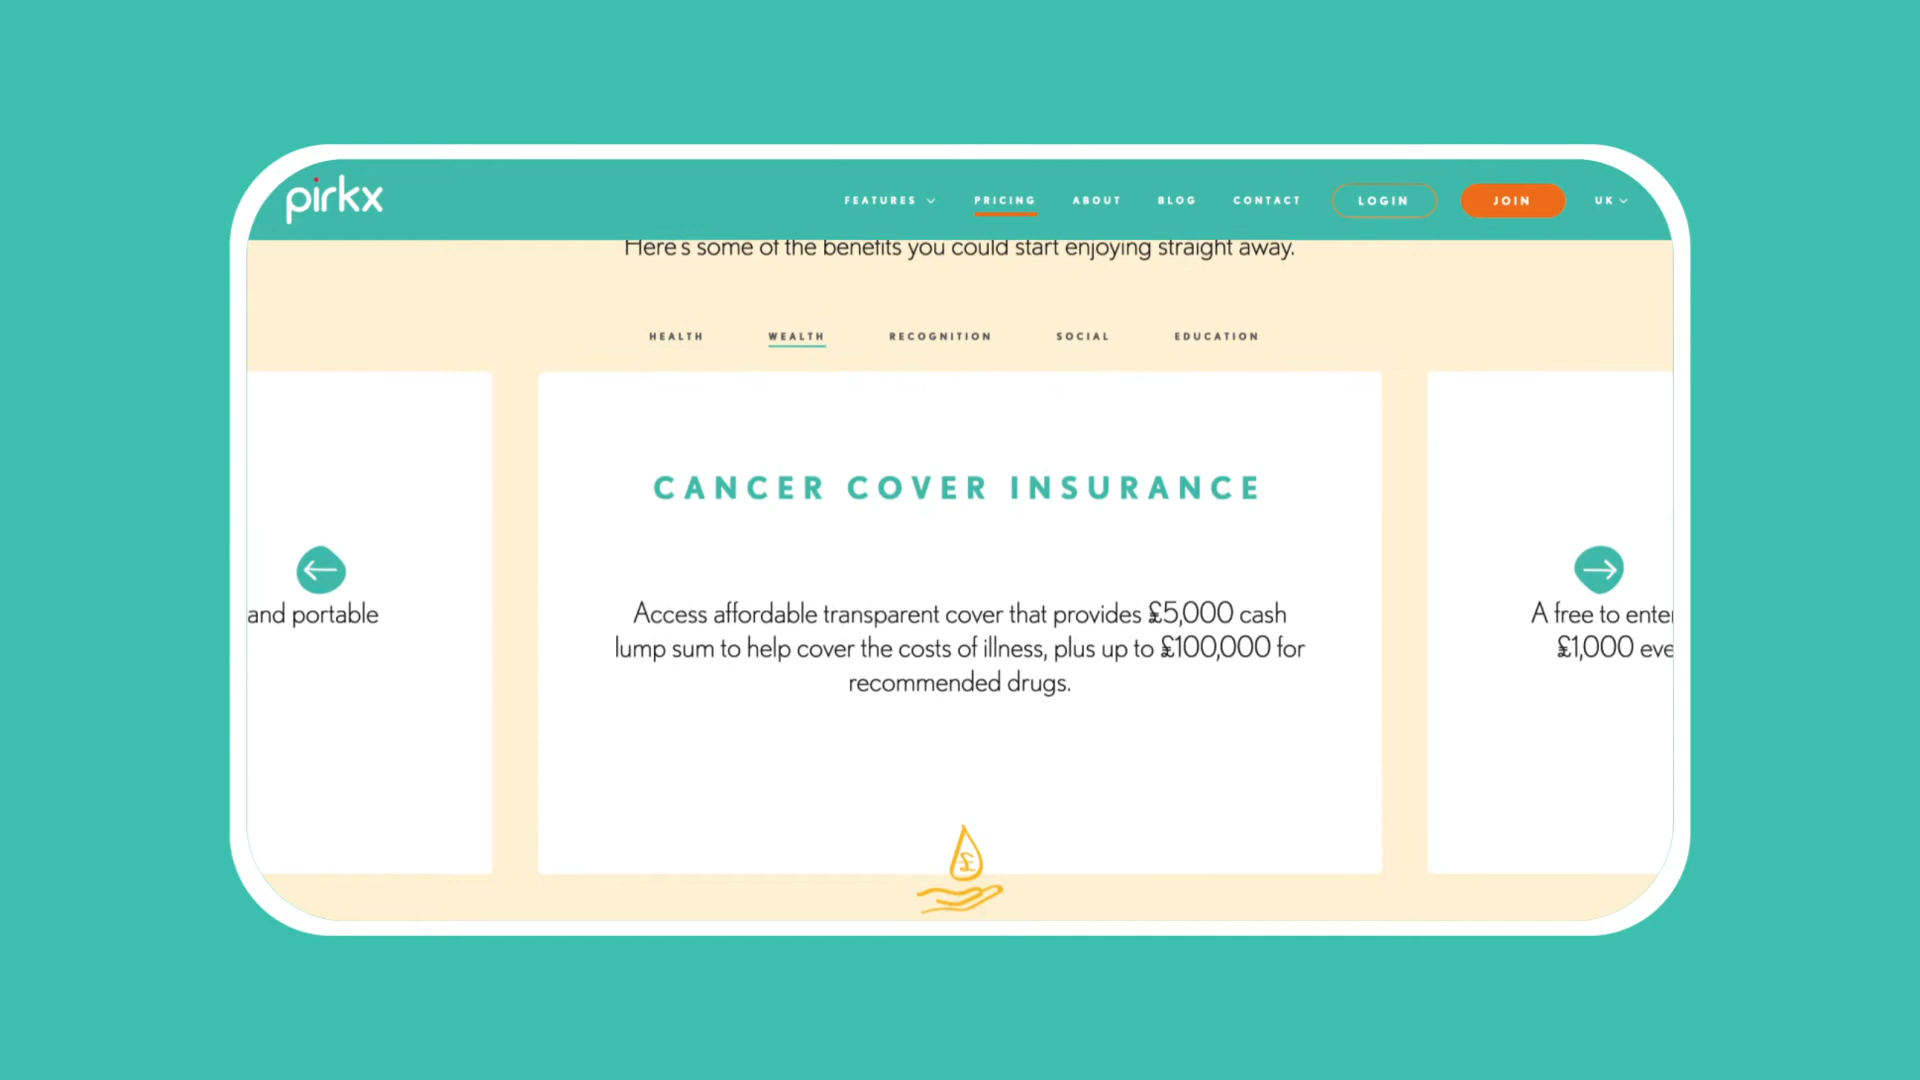 pirkx
FEATURES PRICING ABOUT BLOG CONTACT LOGIN JOIN UK
Here's some of the benefits you could start enjoying straight away.
HEALTH WEALTH RECOGNITION SOCIAL EDUCATION
CANCER COVER INSURANCE
and portable
Access affordable transparent cover that provides £5,000 cash
lump sum to help cover the costs of illness, plus up to £100,000 for
recommended drugs.
A free to enter
£1,000 eve
£